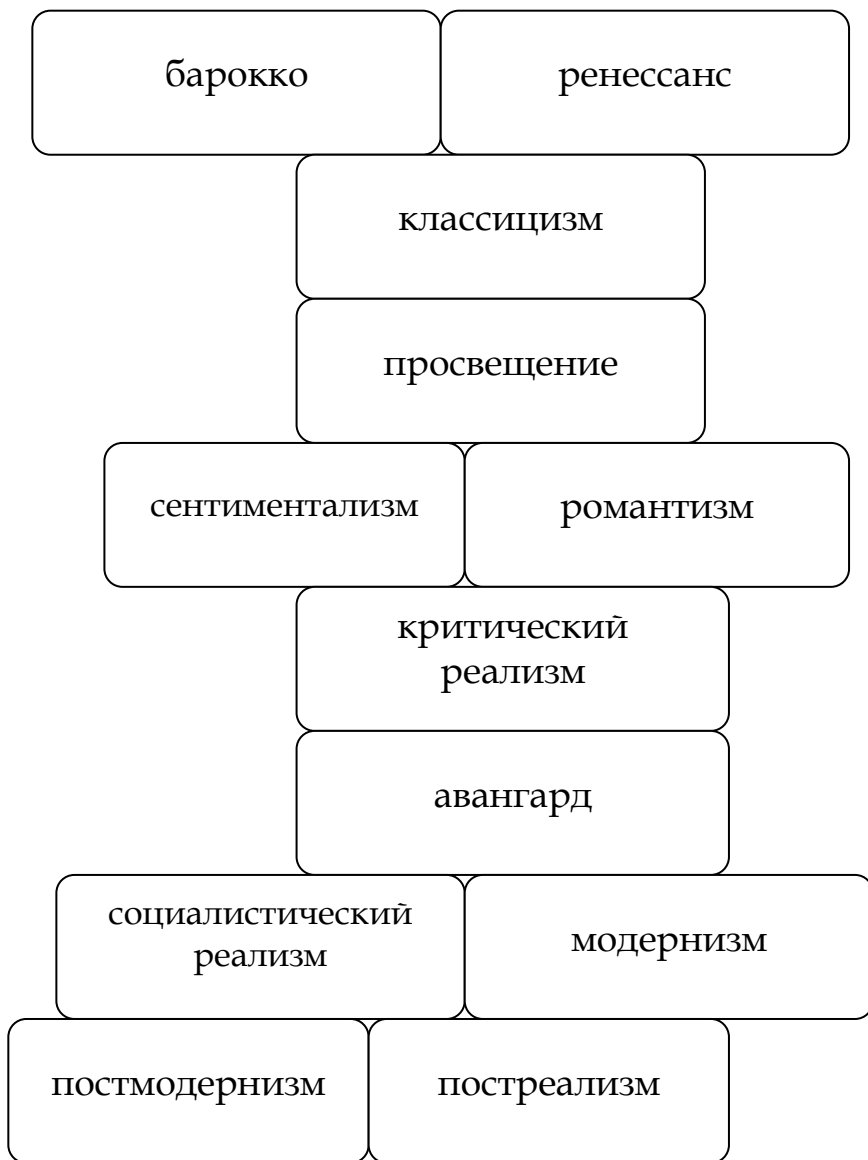 барокко
ренессанс
классицизм
просвещение
сентиментализм
романтизм
критический
реализм
авангард
социалистический
реализм
модернизм
постмодернизм
постреализм